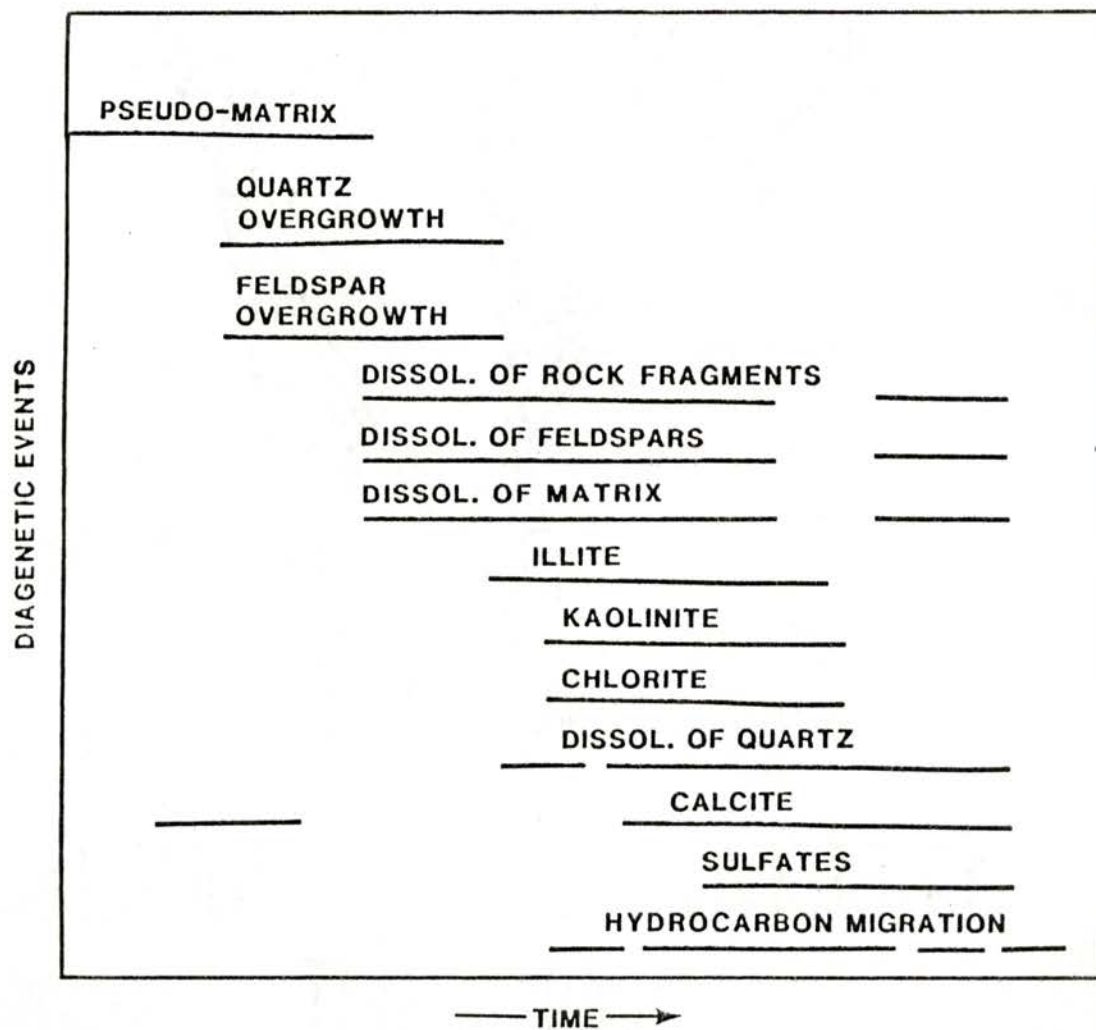 PSEUDO-MATRIX
QUARTZ
OVERGROWTH
FELDSPAR
OVERGROWTH
DISSOL. OF ROCK FRAGMENTS
DISSOL. OF FELDSPARS
DISSOL. OF MATRIX
ILLITE
KAOLINITE
CHLORITE
DISSOL. OF QUARTZ
CALCITE
SULFATES
HYDROCARBON MIGRATION
DIAGENETIC EVENTS
TIME